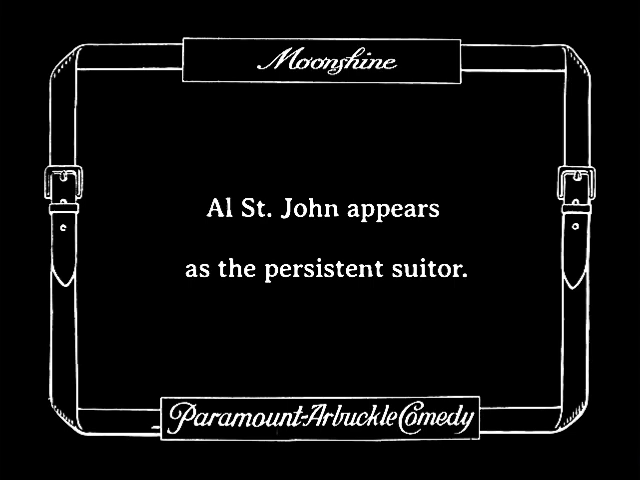 Moonshine
Al St. John appears
as the persistent suitor.
Paramount-Arbuckle Comedy